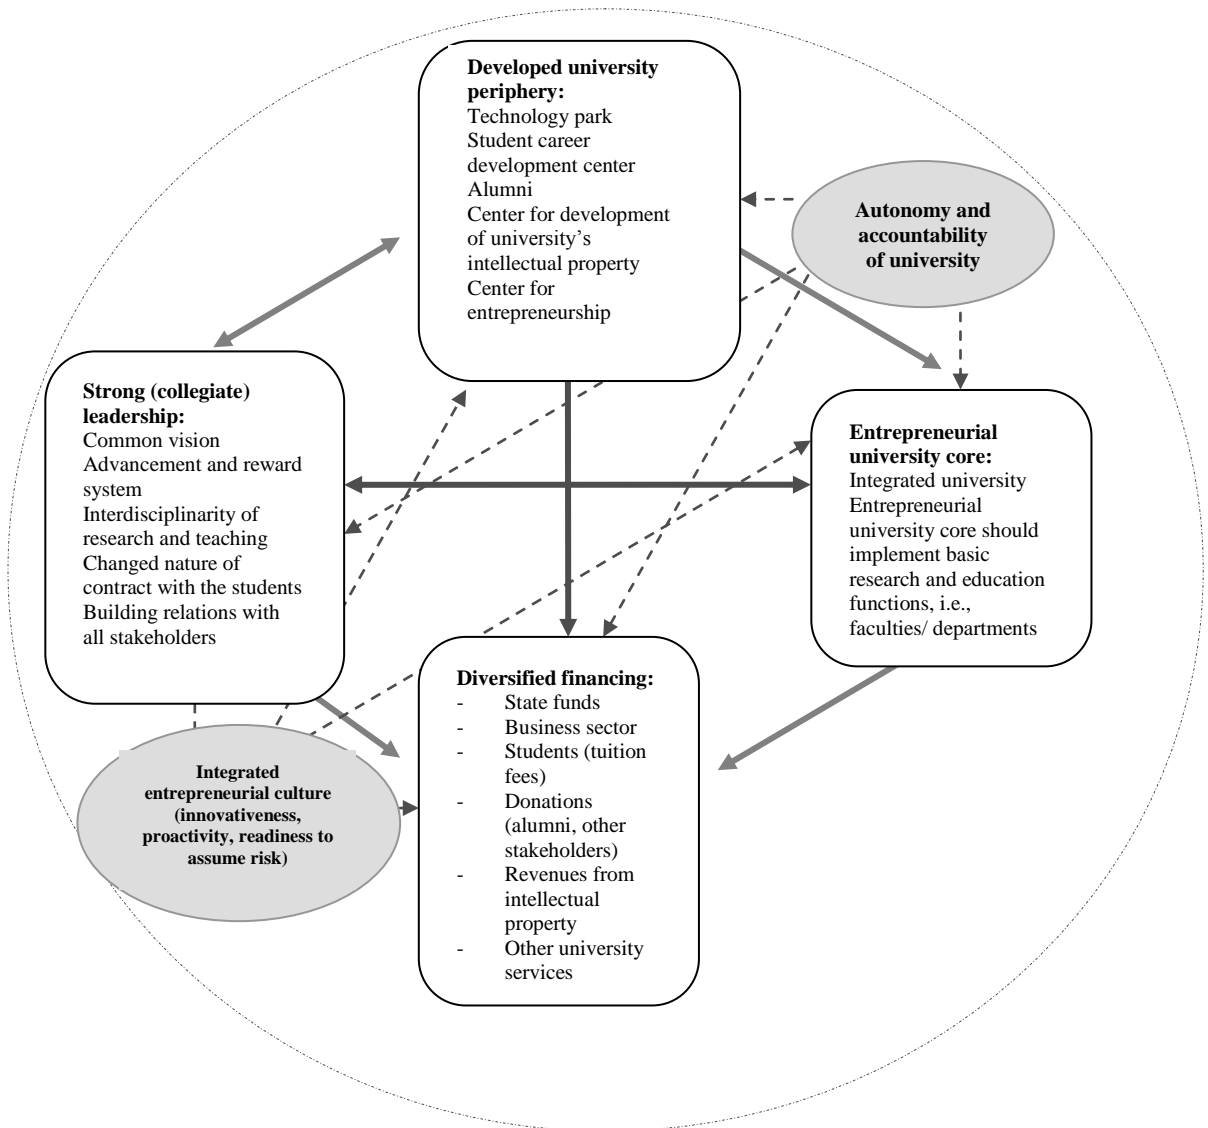 Developed university
periphery:
Technology park
Student career
development center
Alumni
Center for development
of university’s
intellectual property
Center for
entrepreneurship
Autonomy and
accountability
of university
Strong (collegiate)
leadership:
Common vision
Advancement and reward
system
Interdisciplinarity of
research and teaching
Changed nature of
contract with the students
Building relations with
all stakeholders
Entrepreneurial
university core:
Integrated university
Entrepreneurial
university core should
implement basic
research and education
functions, i.e.,
faculties/ departments
Diversified financing:
- State funds
- Business sector
- Students (tuition
fees)
- Donations
(alumni, other
stakeholders)
- Revenues from
intellectual
property
- Other university
services
Integrated
entrepreneurial culture
(innovativeness,
proactivity, readiness to
assume risk)